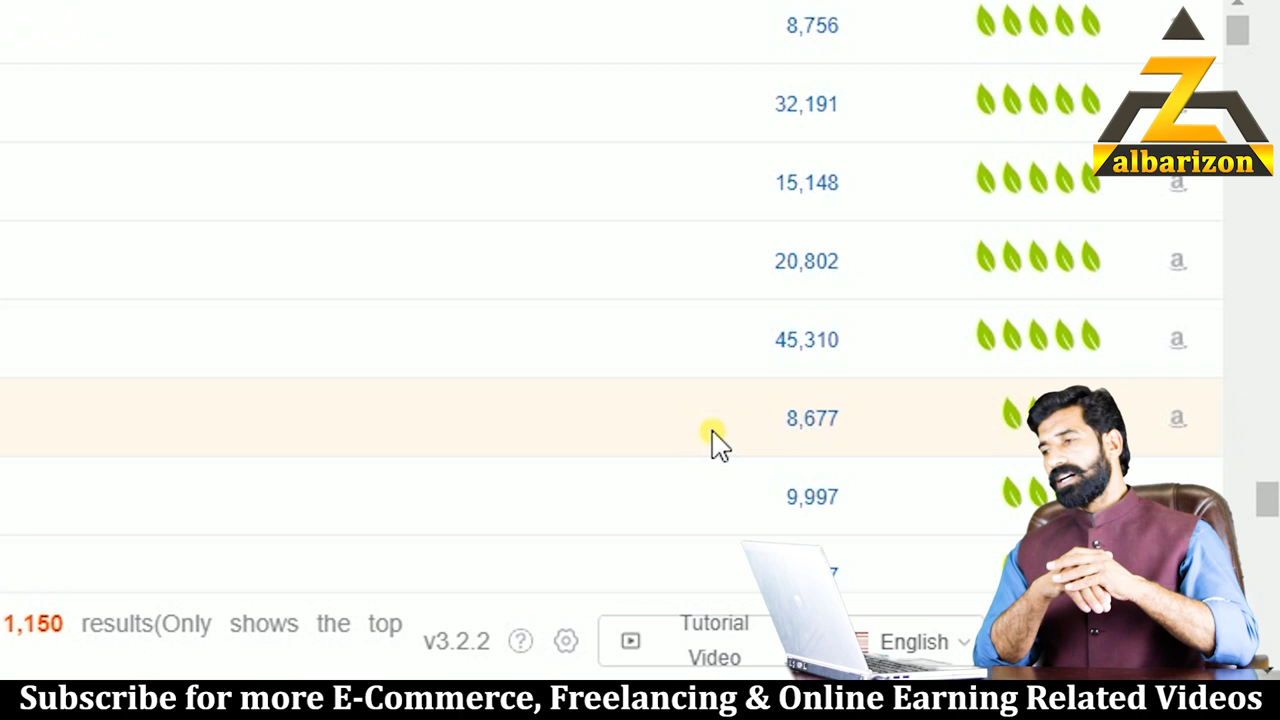 8,756
32,191
albarizon
15,148
a
20,802
a
45,310
a
8,677
a
9,997
7
1,150 results(Only shows the top
v3.2.2
Tutorial
Video
English
Subscribe for more E-Commerce, Freelancing & Online Earning Related Videos